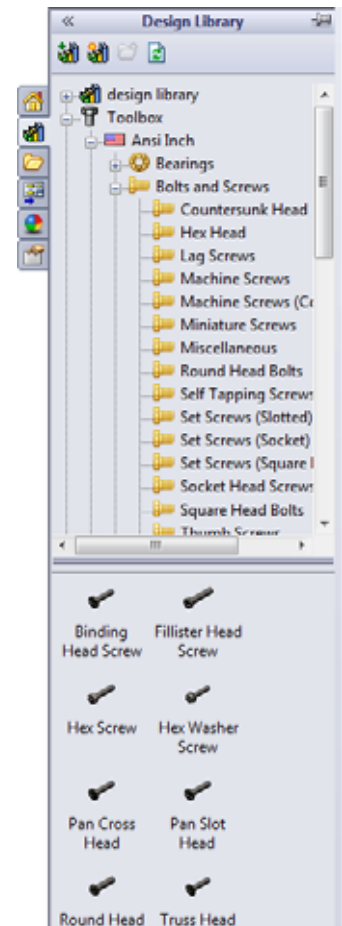 Design Library
design library
Toolbox
Ansi Inch
Bearings
Bolts and Screws
Countersunk Head
Hex Head
Lag Screws
Machine Screws
Machine Screws (Co
Miniature Screws
Miscellaneous
Round Head Bolts
Self Tapping Screws
Set Screws (Slotted)
Set Screws (Socket)
Set Screws (Square
Socket Head Screws
Square Head Bolts
Thumb Screws
Binding Fillister Head
Head Screw Screw
Hex Screw Hex Washer
Screw
Pan Cross Pan Slot
Head Head
Round Head Truss Head